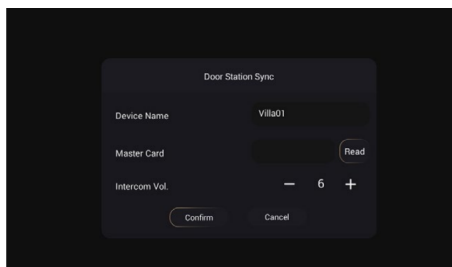 Door Station Sync
Device Name Villa01
Master Card Read
Intercom Vol. — 6 +
Confirm Cancel